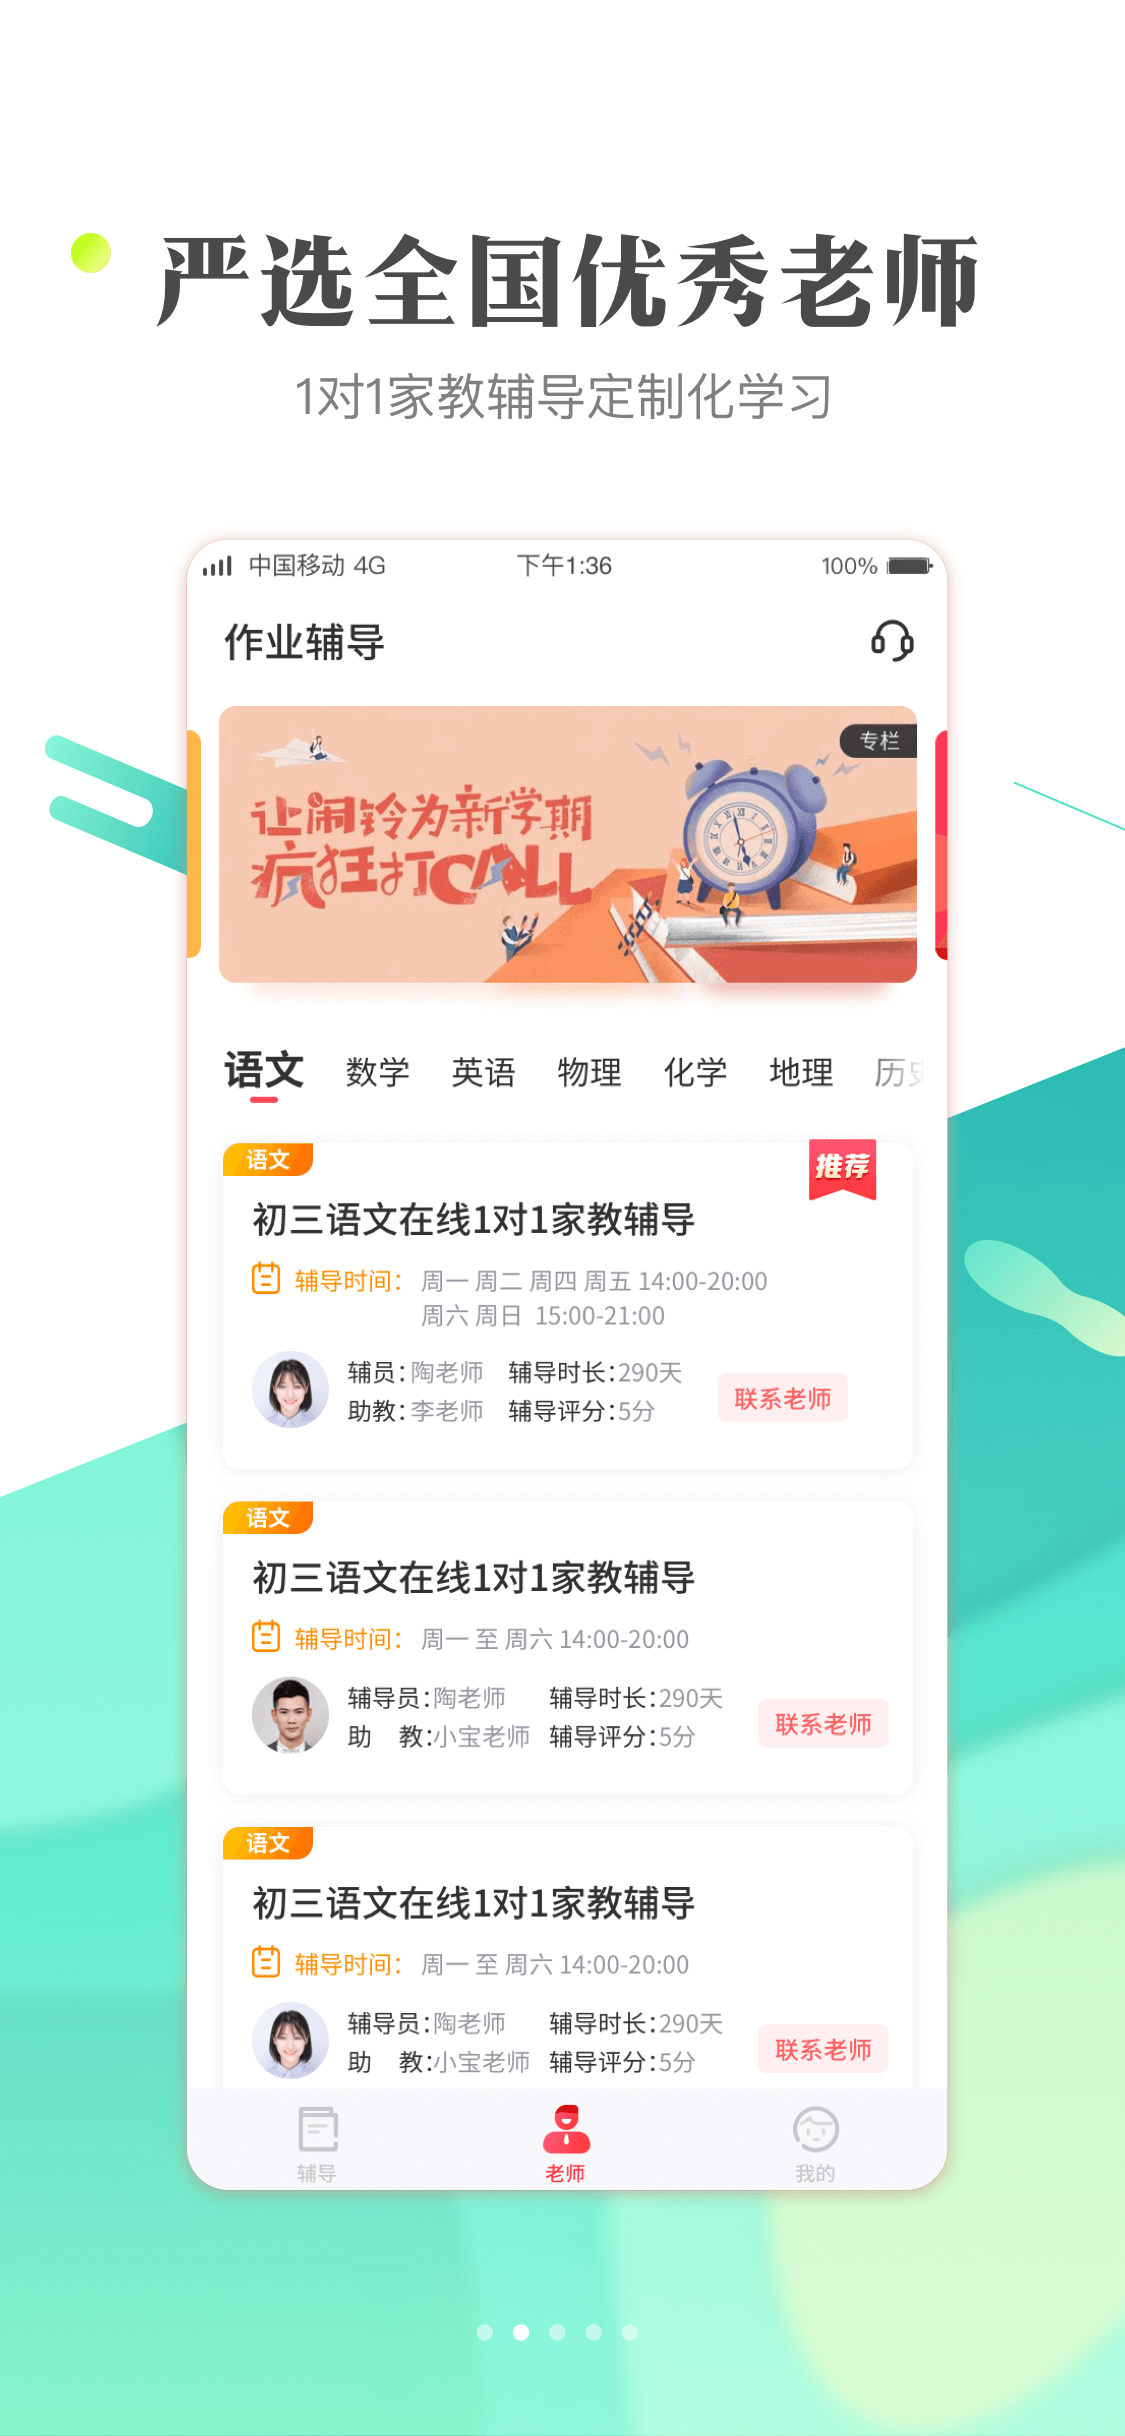 严选全国优秀老师
1对1家教辅导定制化学习
中国移动 4G 下午1:36 100%
作业辅导
专栏
让闹铃为新学期
疯狂打CALL
语文 数学 英语 物理 化学 地理 历史
语文 推荐
初三语文在线1对1家教辅导
辅导时间： 周一 周二 周四 周五 14:00-20:00
周六 周日 15:00-21:00
辅员：陶老师 辅导时长：290天
助教：李老师 辅导评分：5分
联系老师
语文
初三语文在线1对1家教辅导
辅导时间： 周一 至 周六 14:00-20:00
辅导员：陶老师 辅导时长：290天
助 教：小宝老师 辅导评分：5分
联系老师
语文
初三语文在线1对1家教辅导
辅导时间： 周一 至 周六 14:00-20:00
辅导员：陶老师 辅导时长：290天
助 教：小宝老师 辅导评分：5分
联系老师
辅导 老师 我的